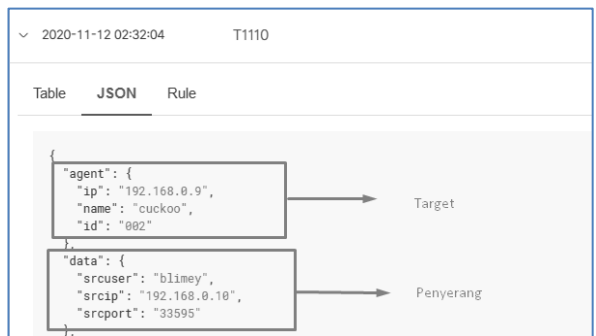 2020-11-12 02:32:04 T1110
Table JSON Rule
{
"agent": {
"ip": "192.168.0.9",
"name": "cuckoo",
"id": "002"
},
Target
"data": {
"srcuser": "blimey",
"srcip": "192.168.0.10",
"srcport": "33595"
},
Penyerang